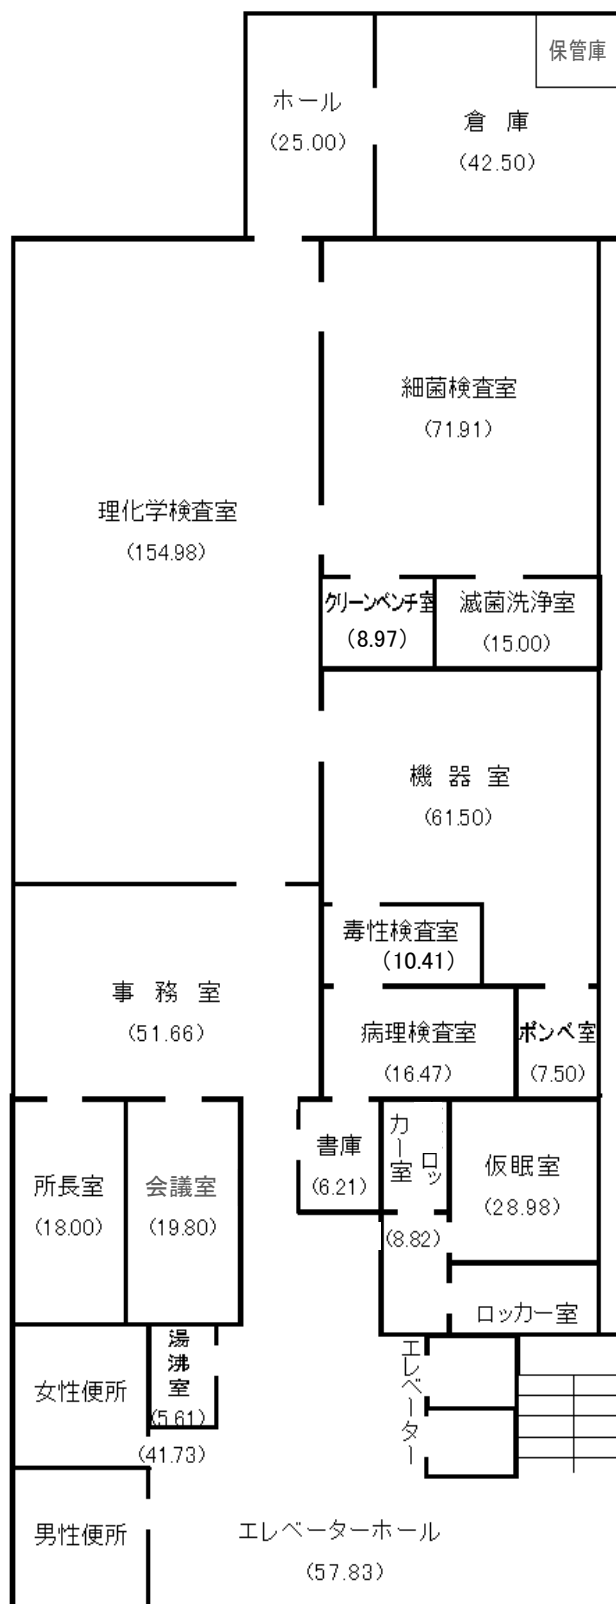 保管庫
ホール
(25.00)
倉 庫
(42.50)
細菌検査室
(71.91)
理化学検査室
(154.98)
クリーンベンチ室
(8.97)
滅菌洗浄室
(15.00)
機 器 室
(61.50)
毒性検査室
(10.41)
事 務 室
(51.66)
病理検査室
(16.47)
ボンベ室
(7.50)
書庫
(6.21)
ロッカー室
(8.82)
仮眠室
(28.98)
所長室
(18.00)
会議室
(19.80)
ロッカー室
湯沸室
(5.61)
エレベーター
女性便所
(41.73)
男性便所
エレベーターホール
(57.83)